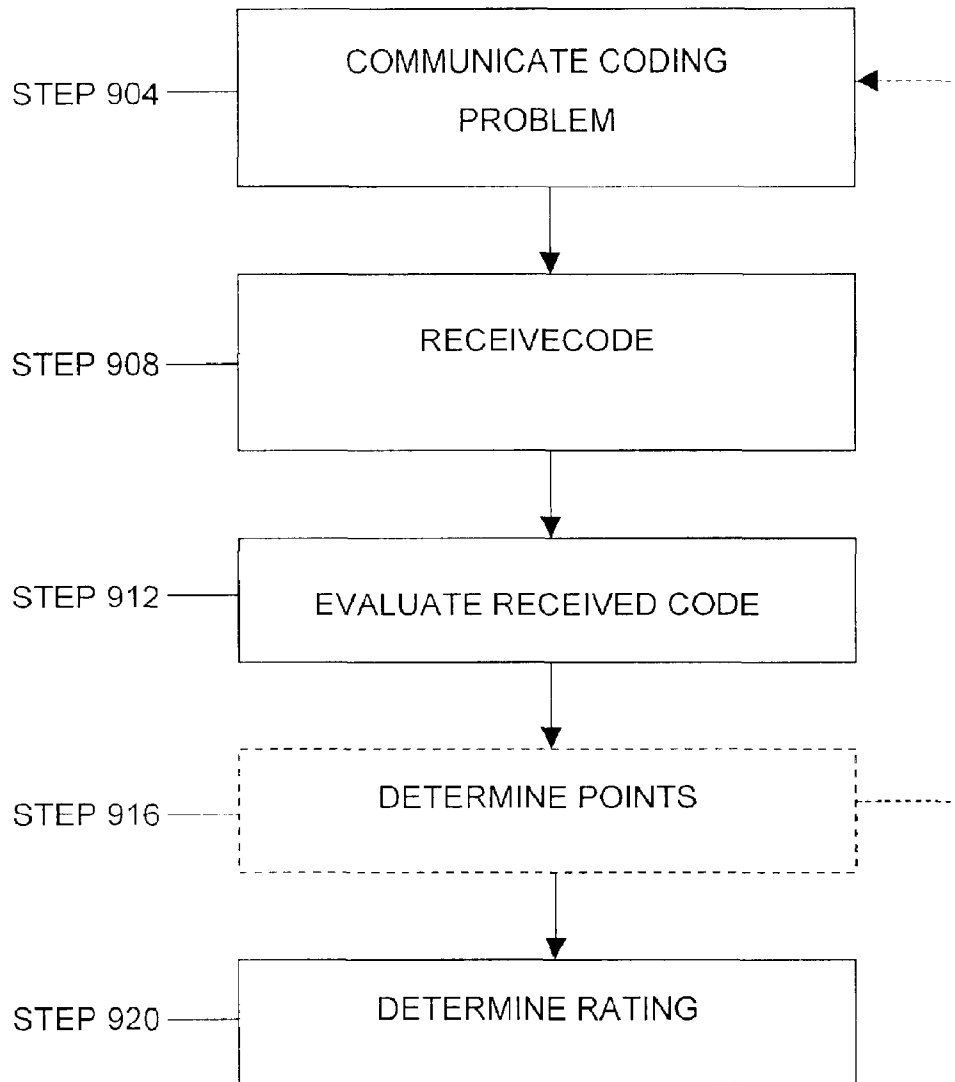 COMMUNICATE CODING
PROBLEM
STEP 904
RECEIVECODE
STEP 908
EVALUATE RECEIVED CODE
STEP 912
DETERMINE POINTS
STEP 916
DETERMINE RATING
STEP 920